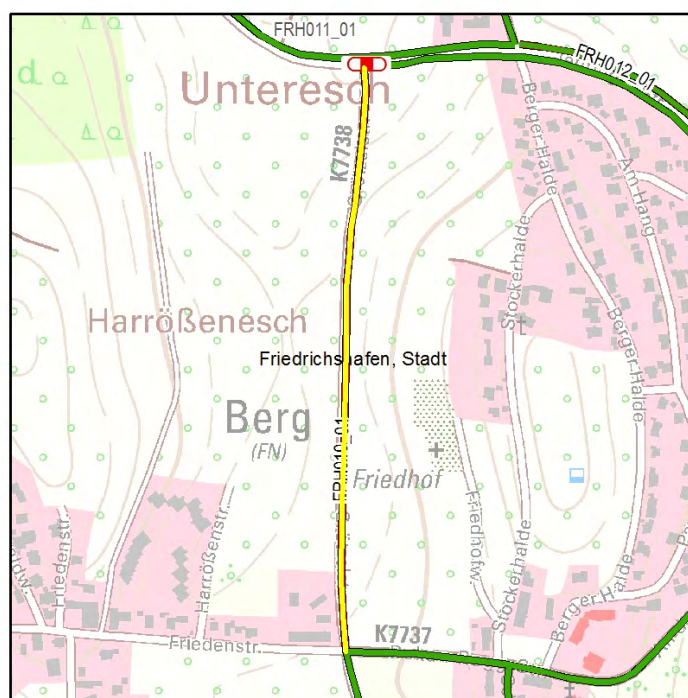 FRH011_01
FRH012_01
Unteresch
K7738
Berger Halde
Am Hang
Stockerhalde
Harrößenesch
Berger Halde
Friedrichshafen, Stadt
Berg
(FN)
FRH010_01
Friedhof
Friedenstr.
Harrößenstr.
Friedhofw.
Stockerhalde
Berger Halde
Friedenstr.
K7737